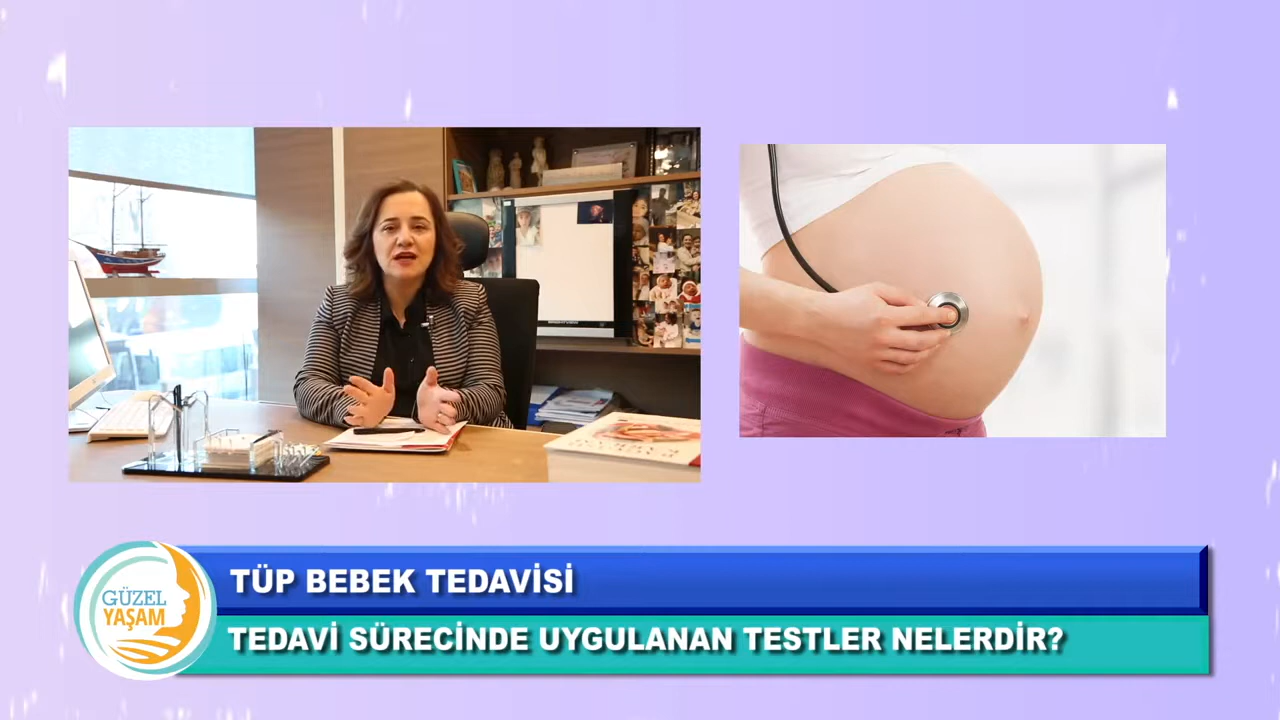 TÜP BEBEK TEDAVİSİ
GÜZEL
YAŞAM
TEDAVİ SÜRECİNDE UYGULANAN TESTLER NELERDİR?